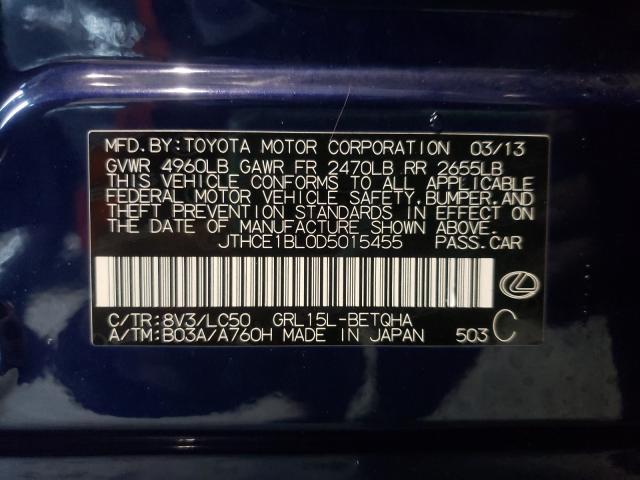 MFD.BY:TOYOTA MOTOR CORPORATION 03/13
GVWR 4960LB GAWR FR 2470LB RR 2655LB
THIS VEHICLE CONFORMS TO ALL APPLICABLE
FEDERAL MOTOR VEHICLE SAFETY,BUMPER,AND
THEFT PREVENTION STANDARDS IN EFFECT ON
THE DATE OF MANUFACTURE SHOWN ABOVE.
JTHCE1BL0D5015455 PASS.CAR
C/TR:8V3/LC50 GRL15L-BETQHA
A/TM:B03A/A760H MADE IN JAPAN 503 C